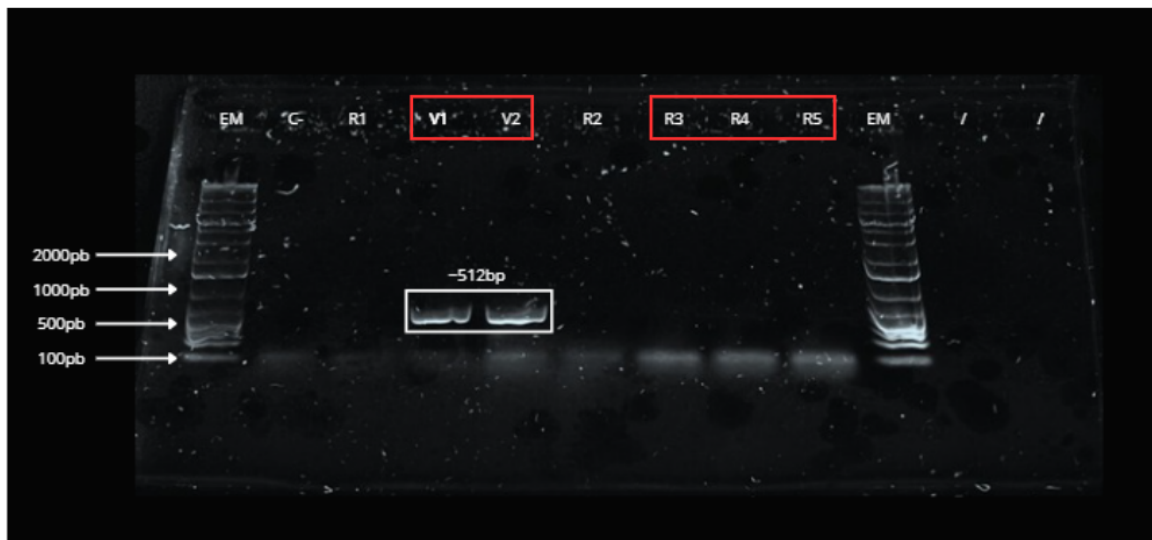 EM C- R1 V1 V2 R2 R3 R4 R5 EM / /
2000pb
~512bp
1000pb
500pb
100pb